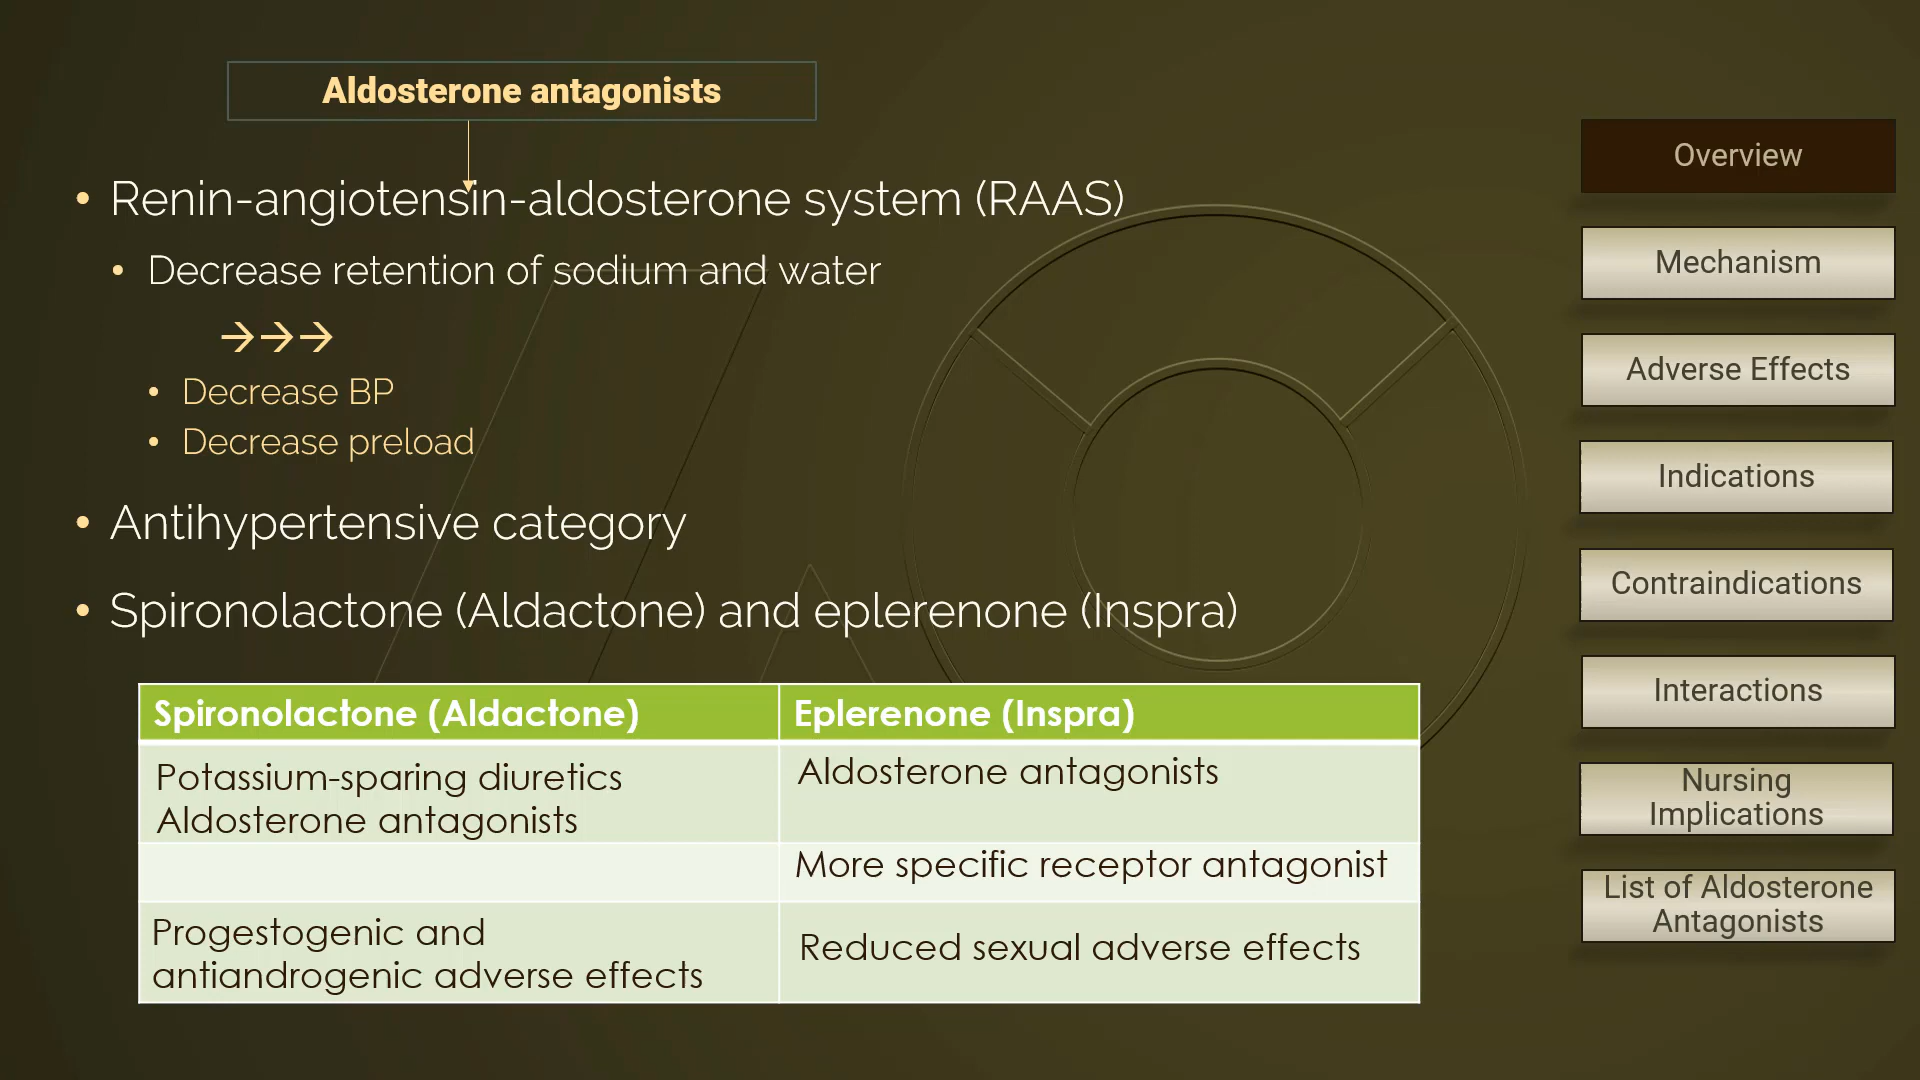 Aldosterone antagonists
• Renin-angiotensin-aldosterone system (RAAS)
• Decrease retention of sodium and water
→→→
• Decrease BP
• Decrease preload
• Antihypertensive category
• Spironolactone (Aldactone) and eplerenone (Inspra)
Spironolactone (Aldactone)
Eplerenone (Inspra)
Potassium-sparing diuretics
Aldosterone antagonists
Aldosterone antagonists
More specific receptor antagonist
Progestogenic and
antiandrogenic adverse effects
Reduced sexual adverse effects
Overview
Mechanism
Adverse Effects
Indications
Contraindications
Interactions
Nursing
Implications
List of Aldosterone
Antagonists